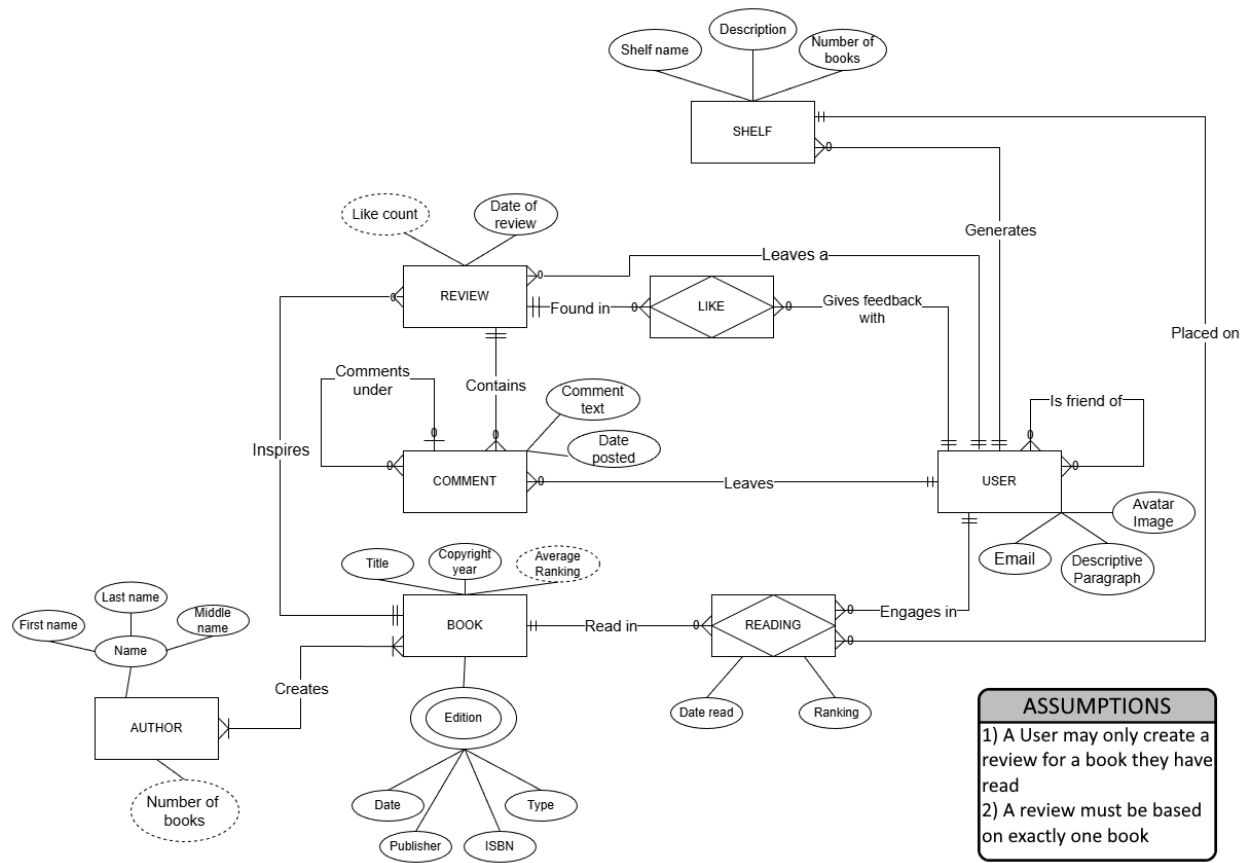 Description
Shelf name
Number of
books
SHELF
Like count
Date of
review
Generates
Leaves a
REVIEW
LIKE
Found in
Gives feedback
with
Placed on
Comments
under
Contains
Comment
text
Is friend of
Date
posted
Inspires
COMMENT
Leaves
USER
Avatar
Image
Email
Descriptive
Paragraph
Title
Copyright
year
Average
Ranking
Last name
First name
Middle
name
Name
BOOK
Read in
READING
Engages in
Creates
AUTHOR
Edition
Date read
Ranking
Number of
books
Date
Type
Publisher
ISBN
ASSUMPTIONS
1) A User may only create a
review for a book they have
read
2) A review must be based
on exactly one book